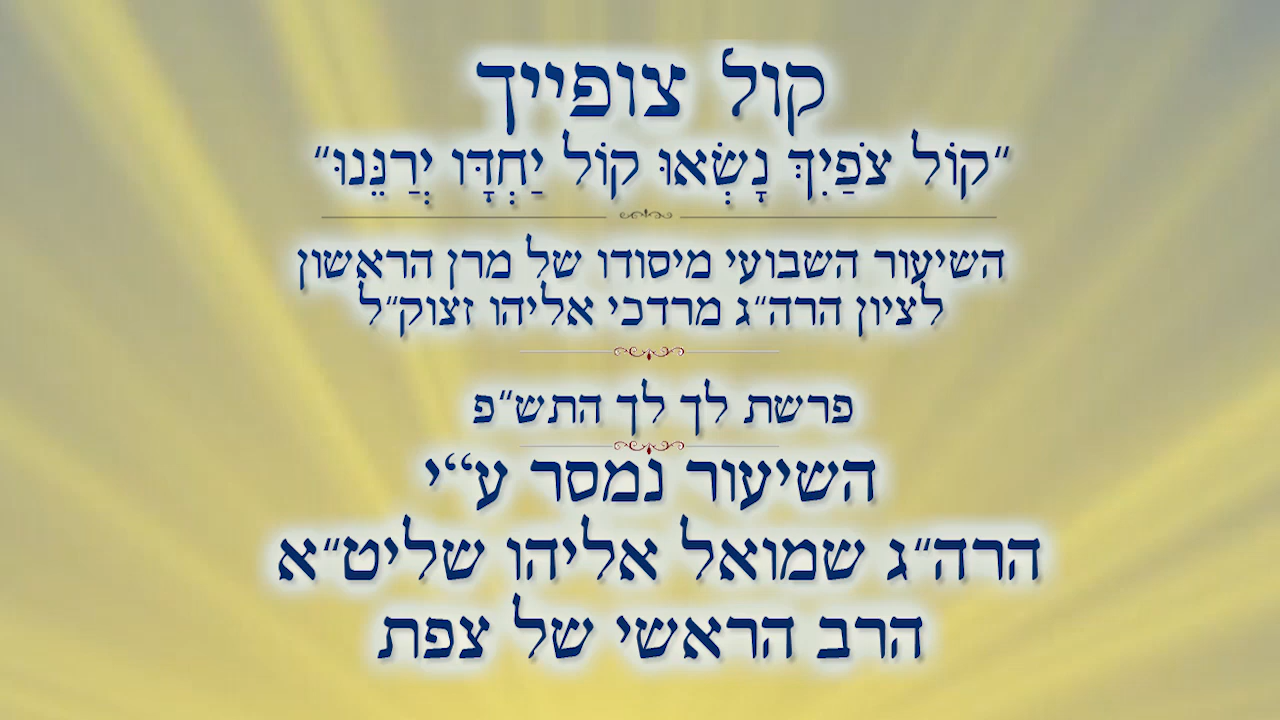 קול צופייך
"קוֹל צֹפַיִךְ נָשְׂאוּ קוֹל יַחְדָּו יְרַנֵּנוּ"
השיעור השבועי מיסודו של מרן הראשון
לציון הרה"ג מרדכי אליהו זצוק"ל
פרשת לך לך התש"פ
השיעור נמסר ע"י
הרה"ג שמואל אליהו שליט"א
הרב הראשי של צפת